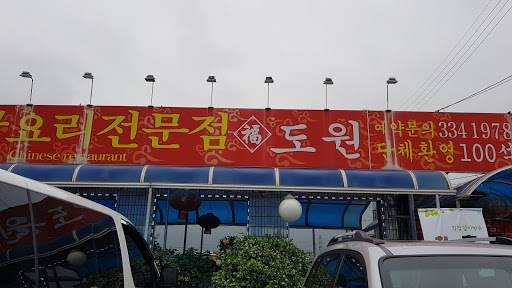 요리전문점 福 도원
Chinese restaurant
예약문의 334 1978
단체환영 100석